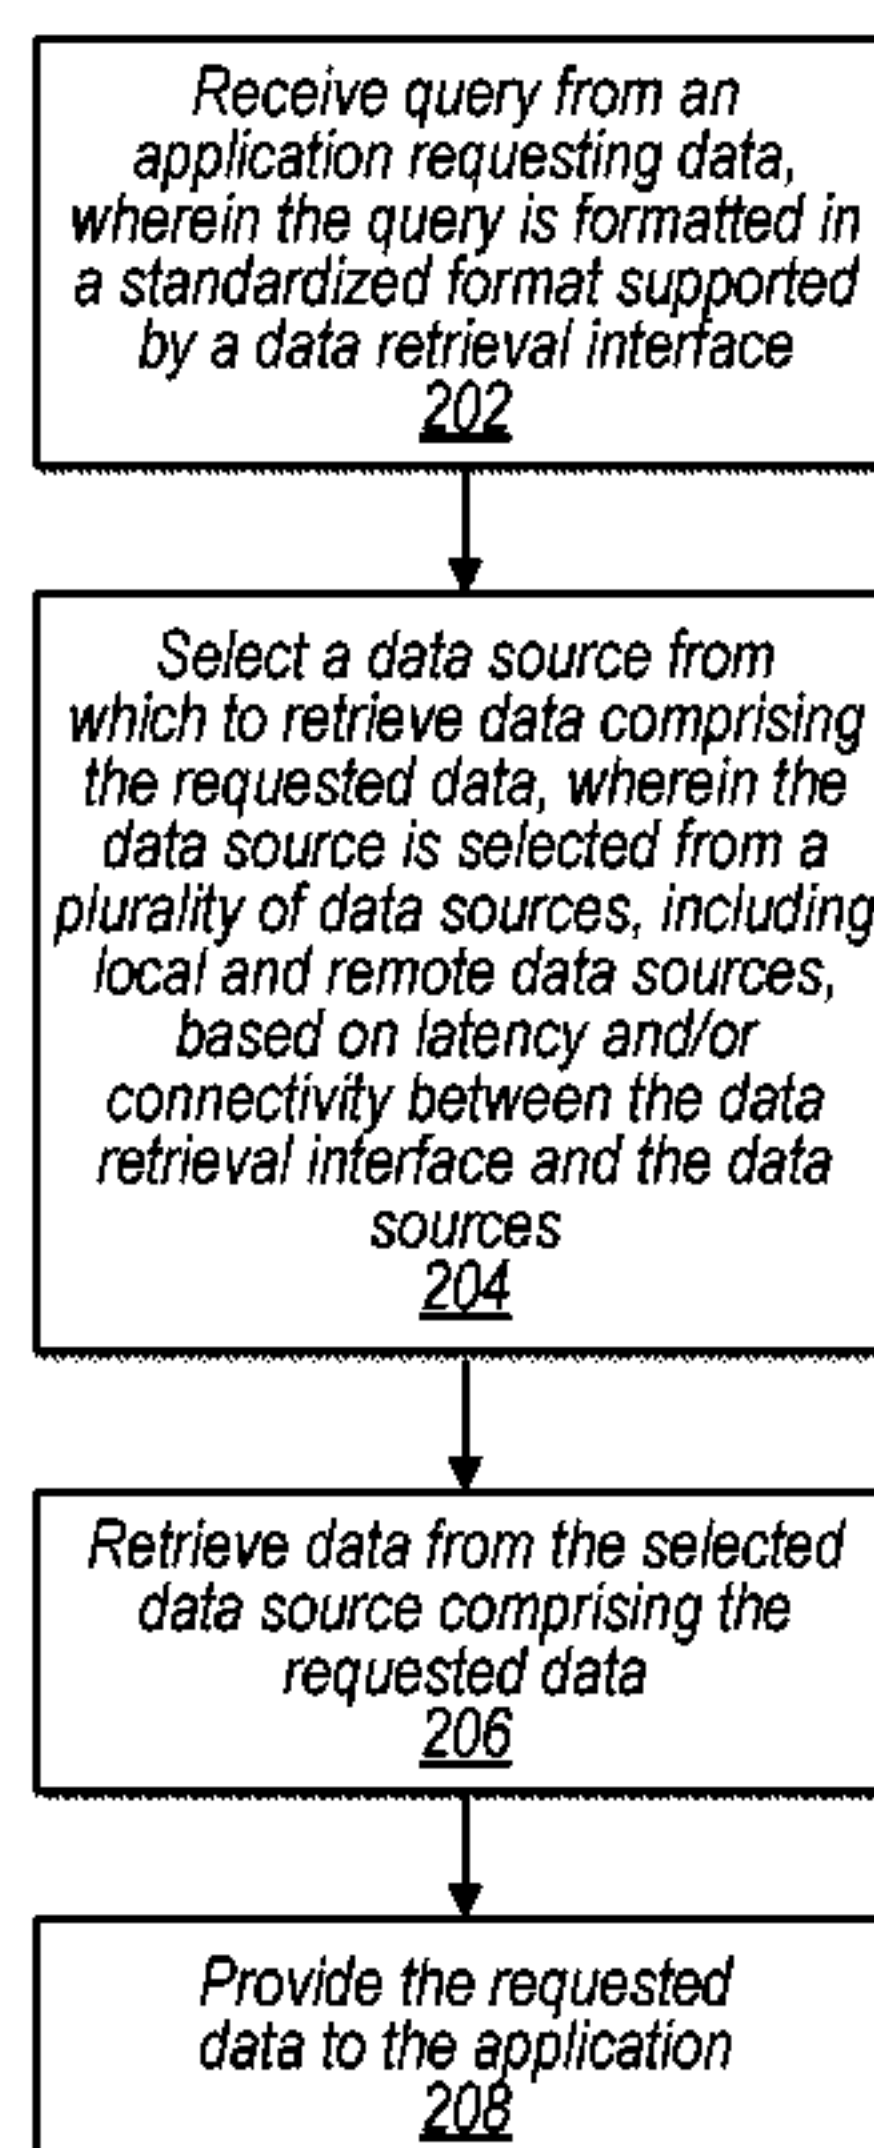 Receive query from an
application requesting data,
wherein the query is formatted in
a standardized format supported
by a data retrieval interface
202
Select a data source from
which to retrieve data comprising
the requested data, wherein the
data source is selected from a
plurality of data sources, including
local and remote data sources,
based on latency and/or
connectivity between the data
retrieval interface and the data
sources
204
Retrieve data from the selected
data source comprising the
requested data
206
Provide the requested
data to the application
208